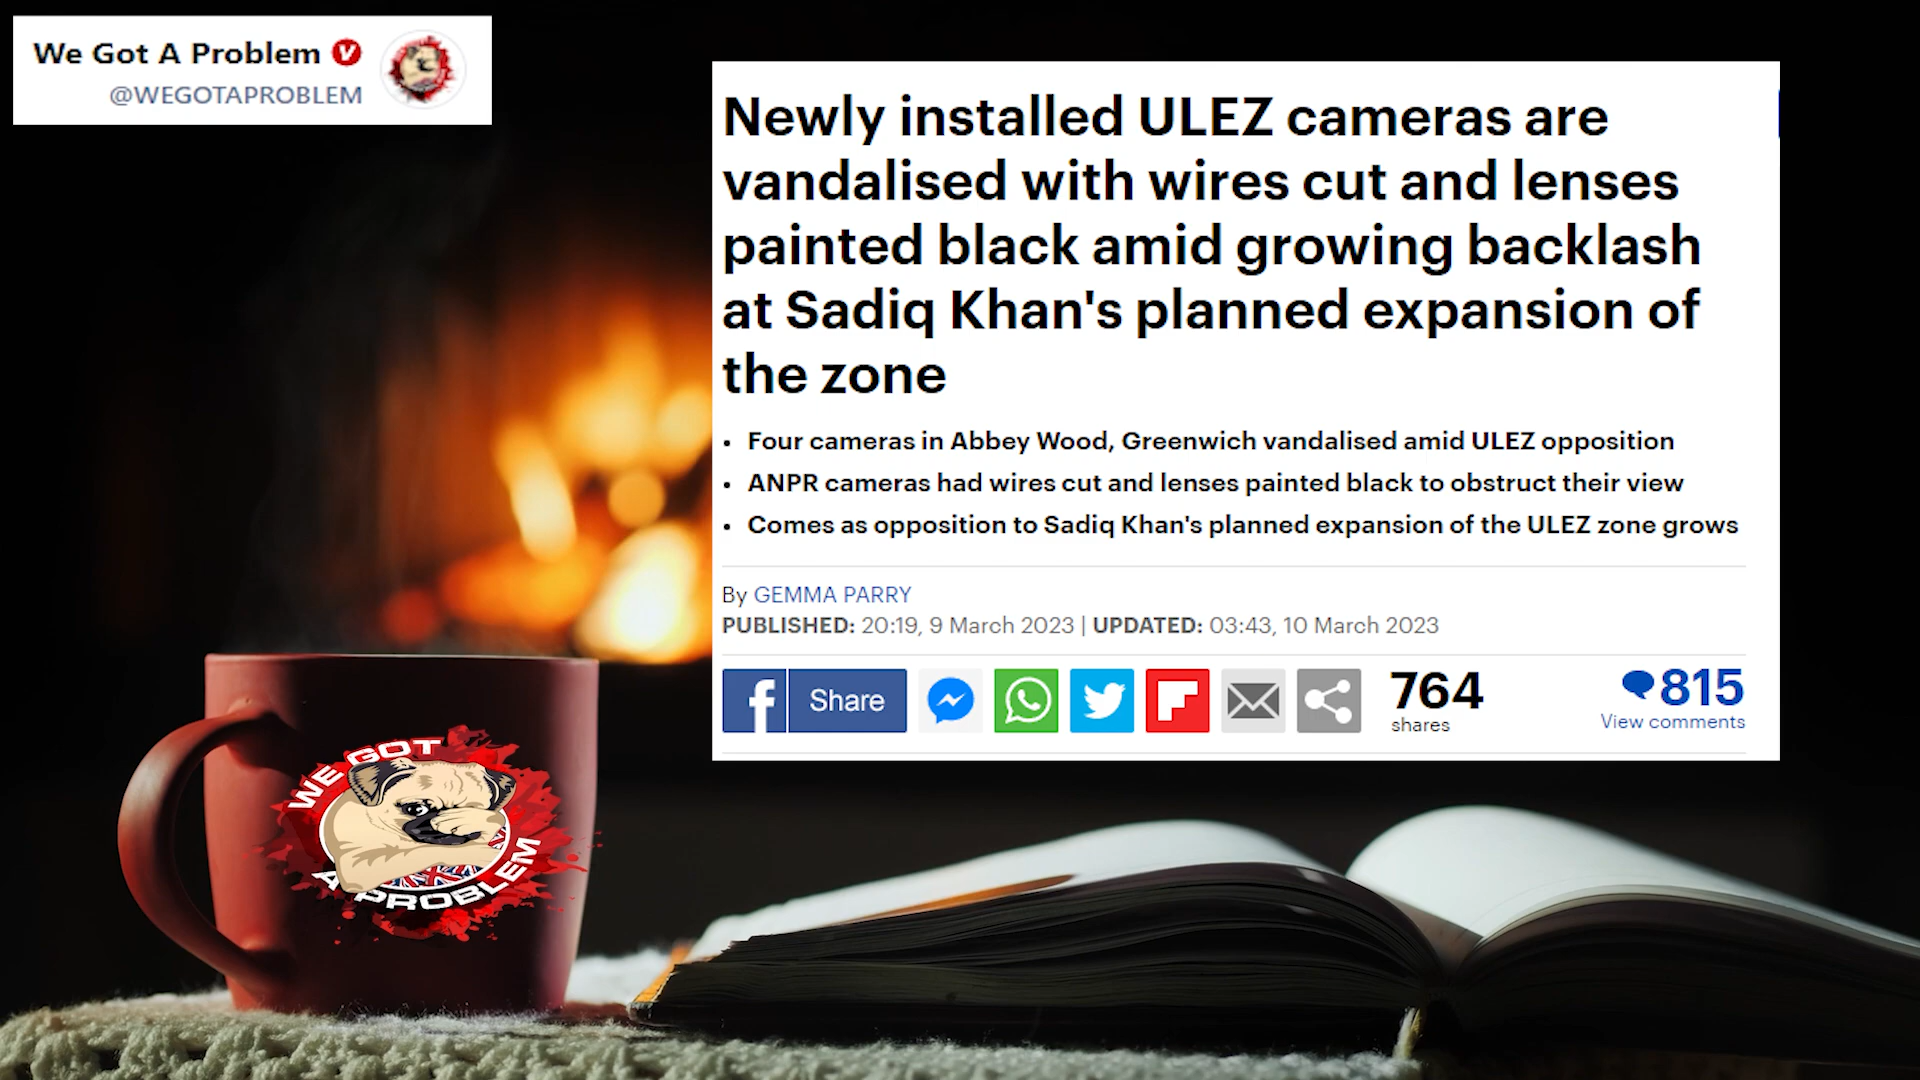 We Got A Problem
@WEGOTAPROBLEM
Newly installed ULEZ cameras are
vandalised with wires cut and lenses
painted black amid growing backlash
at Sadiq Khan's planned expansion of
the zone
• Four cameras in Abbey Wood, Greenwich vandalised amid ULEZ opposition
• ANPR cameras had wires cut and lenses painted black to obstruct their view
• Comes as opposition to Sadiq Khan's planned expansion of the ULEZ zone grows
By GEMMA PARRY
PUBLISHED: 20:19, 9 March 2023 | UPDATED: 03:43, 10 March 2023
Share
764
shares
815
View comments
WE GOT
A PROBLEM